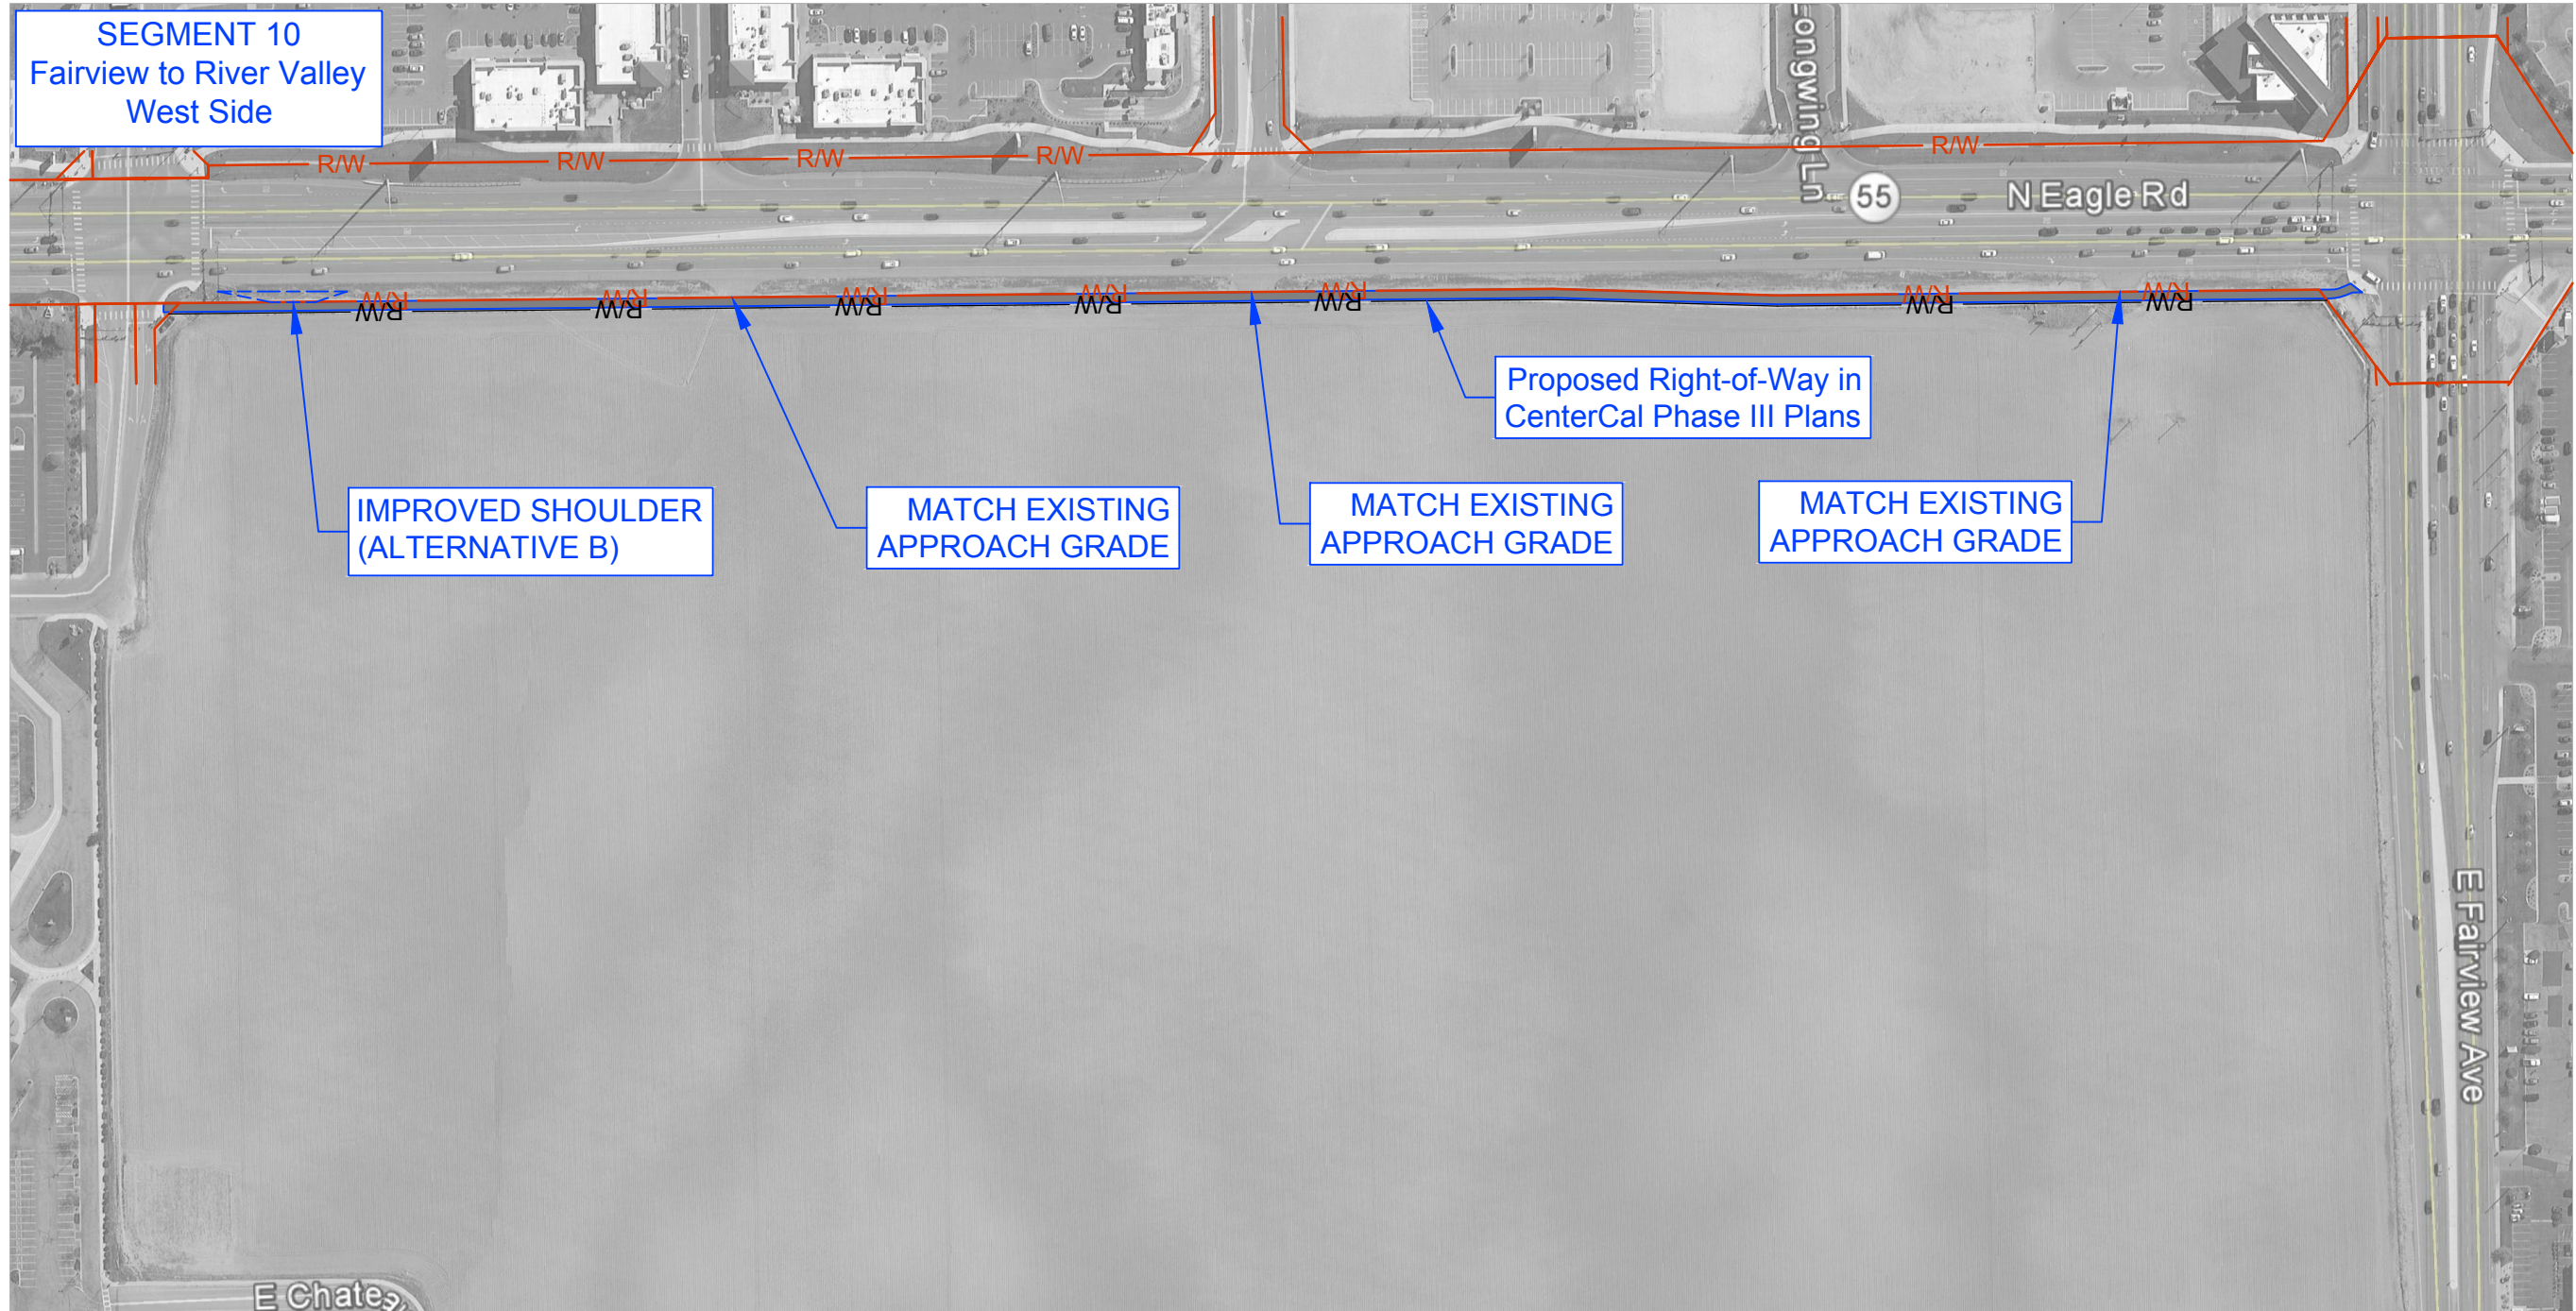 SEGMENT 10
Fairview to River Valley
West Side
R/W
R/W
R/W
R/W
R/W
Longwing Ln
55
N Eagle Rd
R/W
R/W
R/W
R/W
R/W
R/W
R/W
R/W
R/W
R/W
R/W
R/W
R/W
R/W
Proposed Right-of-Way in
CenterCal Phase III Plans
IMPROVED SHOULDER
(ALTERNATIVE B)
MATCH EXISTING
APPROACH GRADE
MATCH EXISTING
APPROACH GRADE
MATCH EXISTING
APPROACH GRADE
E Fairview Ave
E Chatea